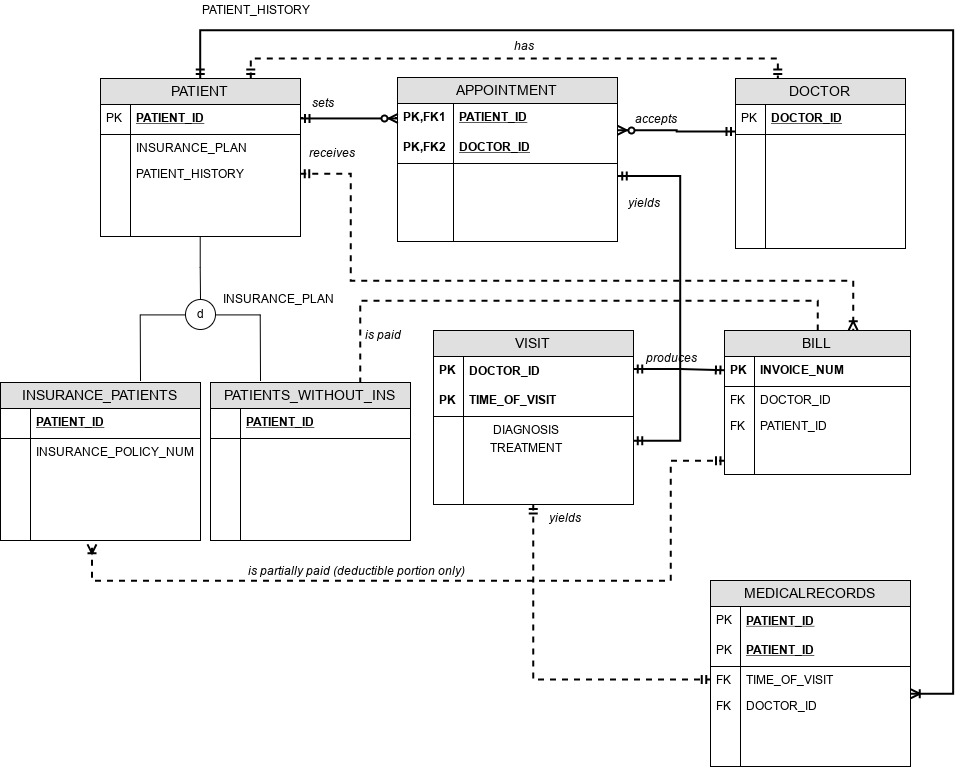 PATIENT_HISTORY
has
PATIENT
PK PATIENT_ID
INSURANCE_PLAN
PATIENT_HISTORY
sets
receives
APPOINTMENT
PK,FK1 PATIENT_ID
PK,FK2 DOCTOR_ID
accepts
yields
DOCTOR
PK DOCTOR_ID
d
INSURANCE_PLAN
is paid
INSURANCE_PATIENTS
PATIENT_ID
INSURANCE_POLICY_NUM
PATIENTS_WITHOUT_INS
PATIENT_ID
VISIT
PK DOCTOR_ID
PK TIME_OF_VISIT
DIAGNOSIS
TREATMENT
produces
BILL
PK INVOICE_NUM
FK DOCTOR_ID
FK PATIENT_ID
yields
is partially paid (deductible portion only)
MEDICALRECORDS
PK PATIENT_ID
PK PATIENT_ID
FK TIME_OF_VISIT
FK DOCTOR_ID